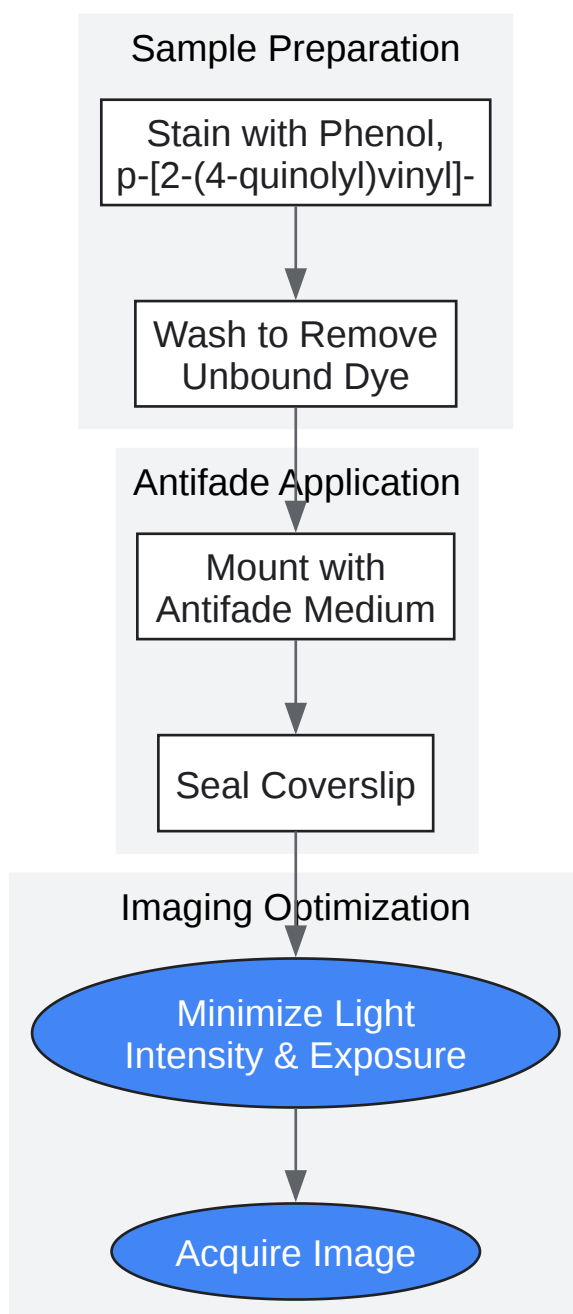 Sample Preparation
Stain with Phenol,
p-[2-(4-quinolyl)vinyl]-
Wash to Remove
Unbound Dye
Antifade Application
Mount with
Antifade Medium
Seal Coverslip
Imaging Optimization
Minimize Light
Intensity & Exposure
Acquire Image